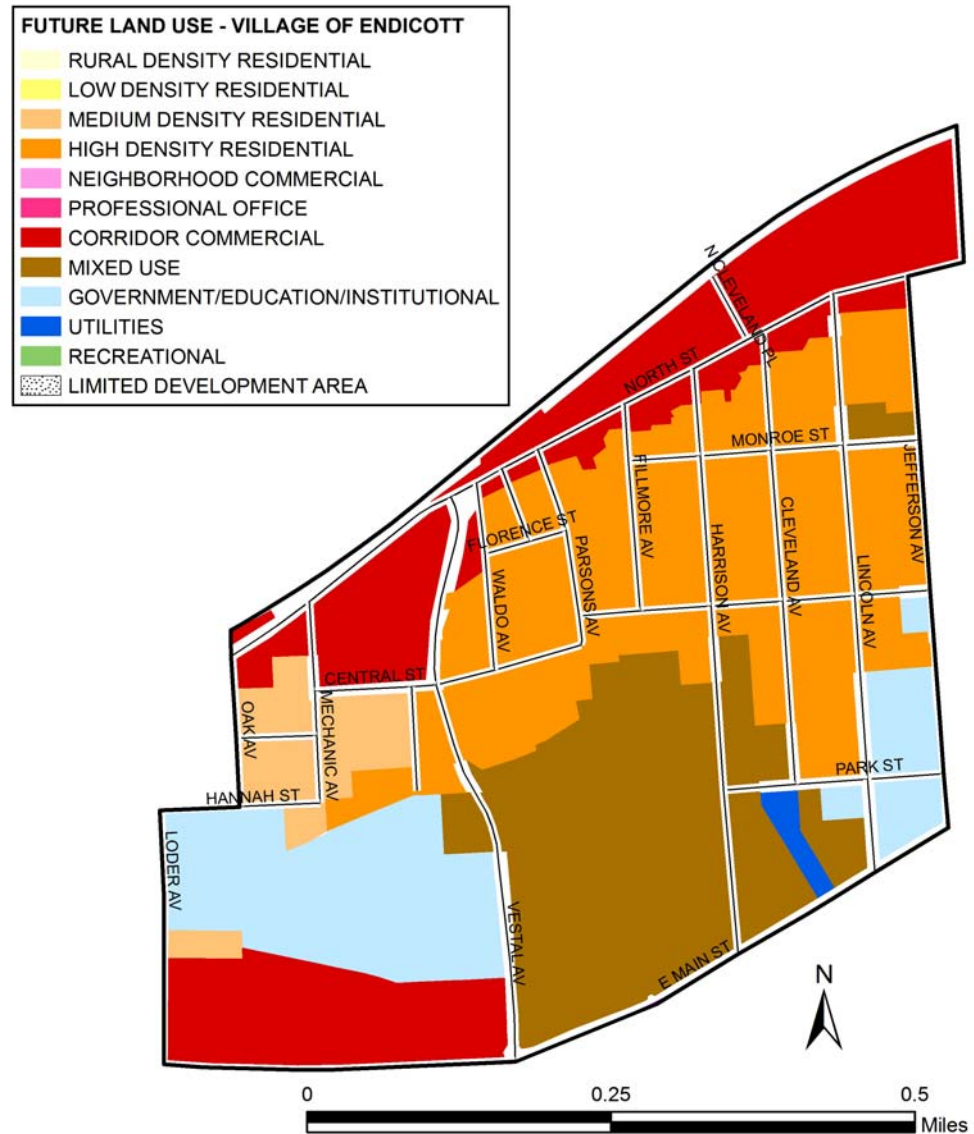 FUTURE LAND USE - VILLAGE OF ENDICOTT
RURAL DENSITY RESIDENTIAL
LOW DENSITY RESIDENTIAL
MEDIUM DENSITY RESIDENTIAL
HIGH DENSITY RESIDENTIAL
NEIGHBORHOOD COMMERCIAL
PROFESSIONAL OFFICE
CORRIDOR COMMERCIAL
MIXED USE
GOVERNMENT/EDUCATION/INSTITUTIONAL
UTILITIES
RECREATIONAL
LIMITED DEVELOPMENT AREA
N CLEVELAND PL
NORTH ST
MONROE ST
JEFFERSON AV
FILLMORE AV
FLORENCE ST
PARSONS AV
HARRISON AV
CLEVELAND AV
LINCOLN AV
WALDO AV
CENTRAL ST
OAK AV
MECHANIC AV
PARK ST
HANNAH ST
LODER AV
VESTAL AV
E MAIN ST
N
0
0.25
0.5
Miles